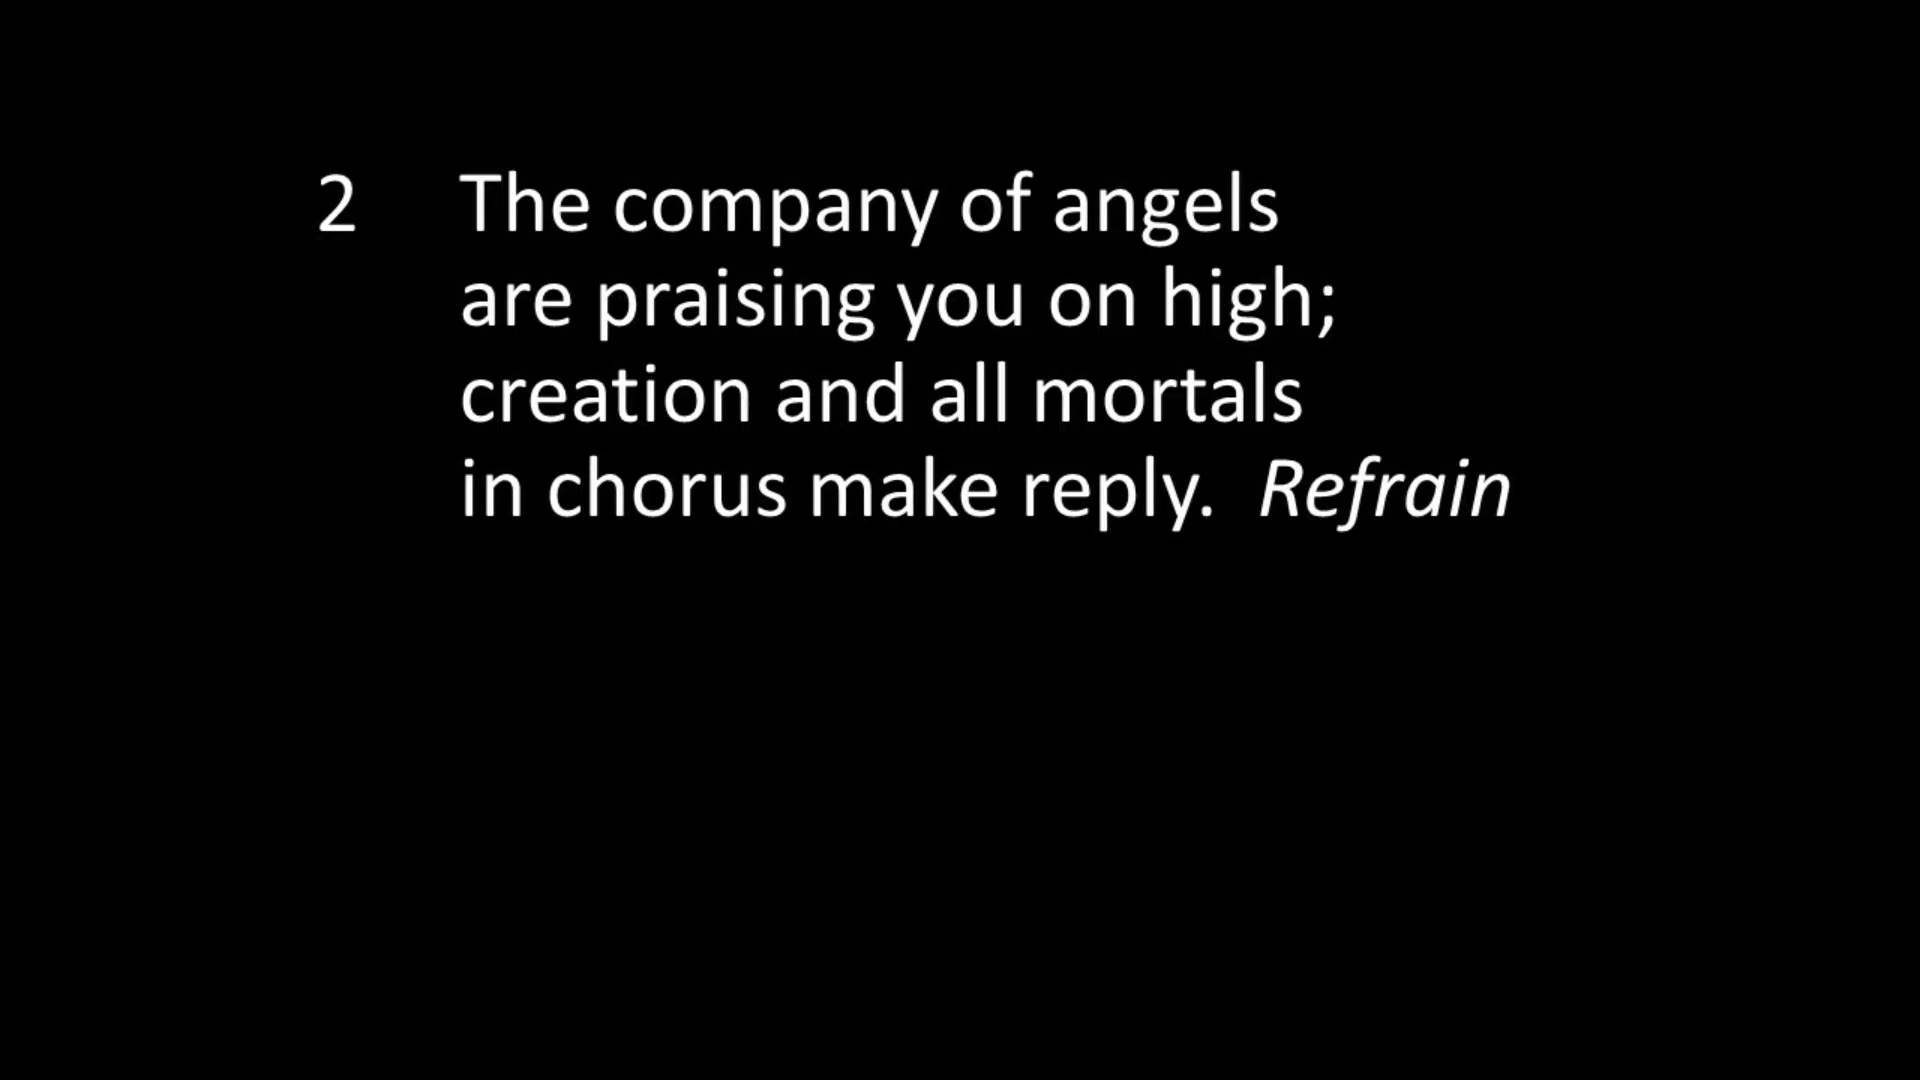 2 The company of angels
are praising you on high;
creation and all mortals
in chorus make reply. Refrain